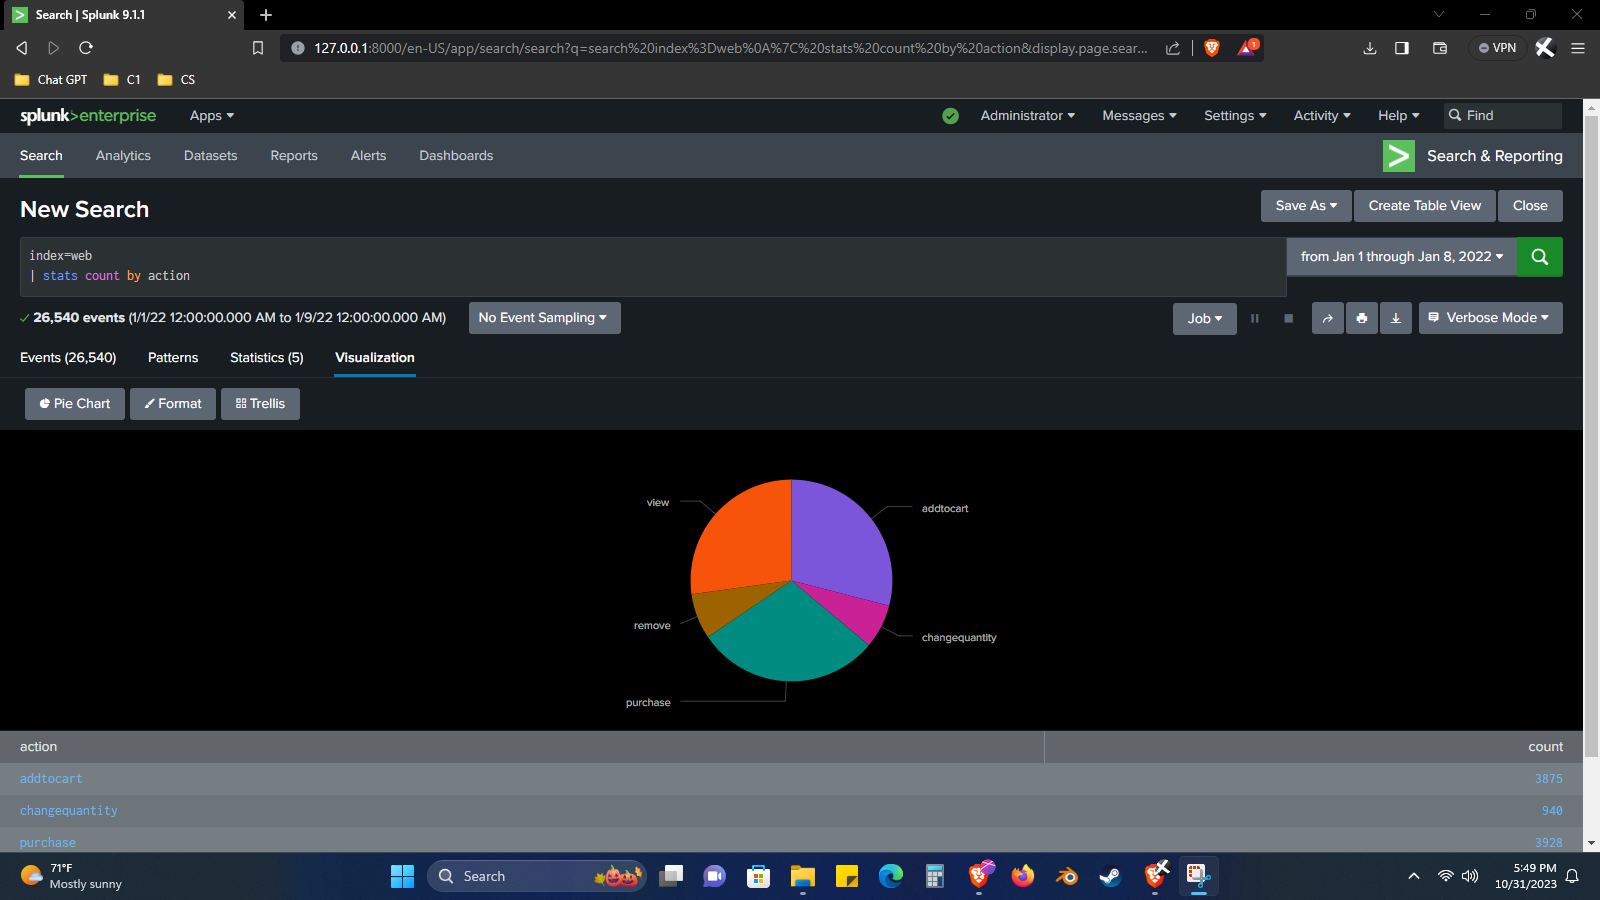 Search | Splunk 9.1.1
127.0.0.1:8000/en-US/app/search/search?q=search%20index%3Dweb%0A%7C%20stats%20count%20by%20action&display.page.sear...
1
VPN
Chat GPT
C1
CS
splunk>enterprise
Apps
Administrator
Messages
Settings
Activity
Help
Find
Search
Analytics
Datasets
Reports
Alerts
Dashboards
Search & Reporting
New Search
Save As
Create Table View
Close
index=web
| stats count by action
from Jan 1 through Jan 8, 2022
26,540 events (1/1/22 12:00:00.000 AM to 1/9/22 12:00:00.000 AM)
No Event Sampling
Job
Verbose Mode
Events (26,540)
Patterns
Statistics (5)
Visualization
Pie Chart
Format
Trellis
view
addtocart
remove
changequantity
purchase
action
count
addtocart
3875
changequantity
940
purchase
3928
71°F
Mostly sunny
Search
5:49 PM
10/31/2023